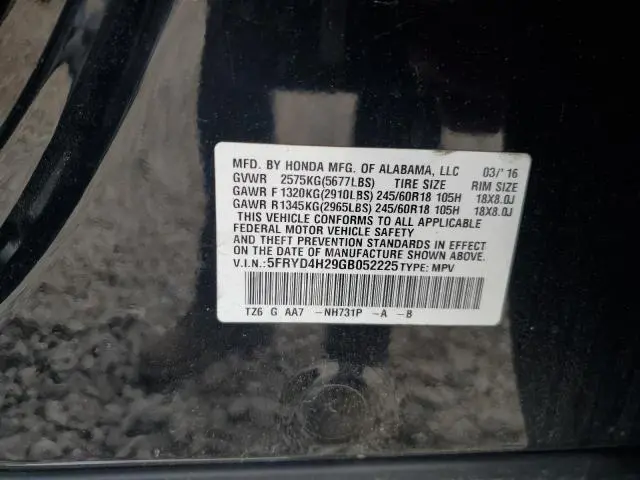 MFD. BY HONDA MFG. OF ALABAMA, LLC 03/'16
GVWR 2575KG(5677LBS) TIRE SIZE RIM SIZE
GAWR F 1320KG(2910LBS) 245/60R18 105H 18X8.0J
GAWR R1345KG(2965LBS) 245/60R18 105H 18X8.0J
THIS VEHICLE CONFORMS TO ALL APPLICABLE
FEDERAL MOTOR VEHICLE SAFETY
AND THEFT PREVENTION STANDARDS IN EFFECT
ON THE DATE OF MANUFACTURE SHOWN ABOVE.
V.I.N.:5FRYD4H29GB052225 TYPE: MPV
TZ6 G AA7 -NH731P -A -B